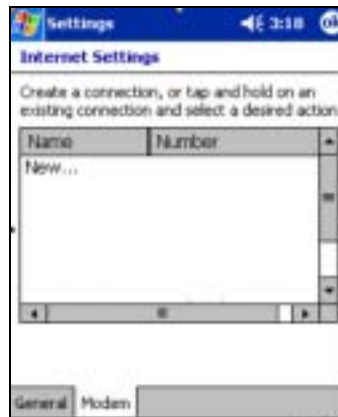 Settings 3:18 ok
Internet Settings
Create a connection, or tap and hold on an
existing connection and select a desired action
Name Number
New...
General Modem